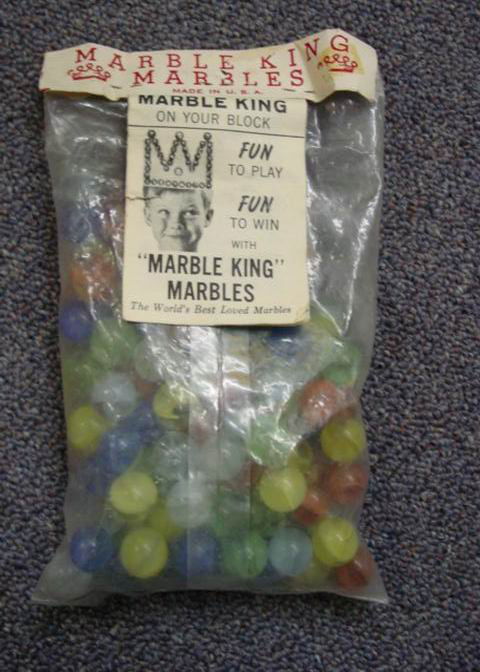 MARBLE KING
MARBLES
MADE IN U.S.A.
MARBLE KING
ON YOUR BLOCK
FUN
TO PLAY
FUN
TO WIN
WITH
"MARBLE KING"
MARBLES
The World's Best Loved Marbles